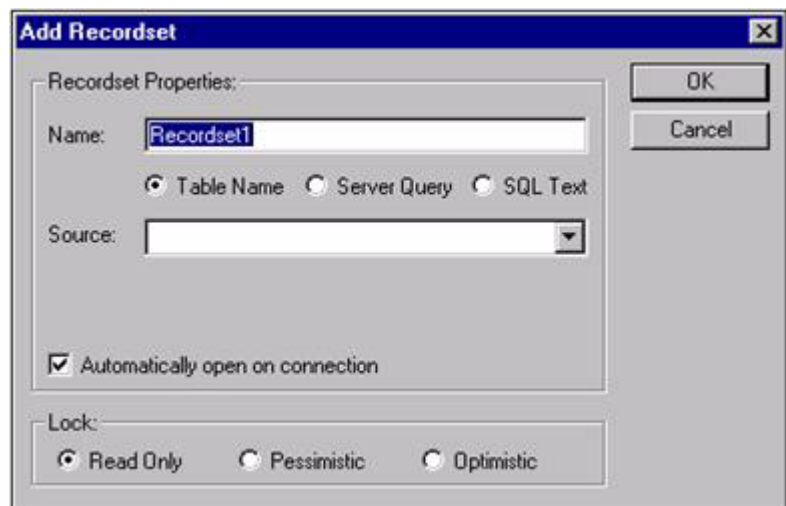 Add Recordset
Recordset Properties:
OK
Name: Recordset1
Cancel
Table Name Server Query SQL Text
Source:
Automatically open on connection
Lock:
Read Only Pessimistic Optimistic